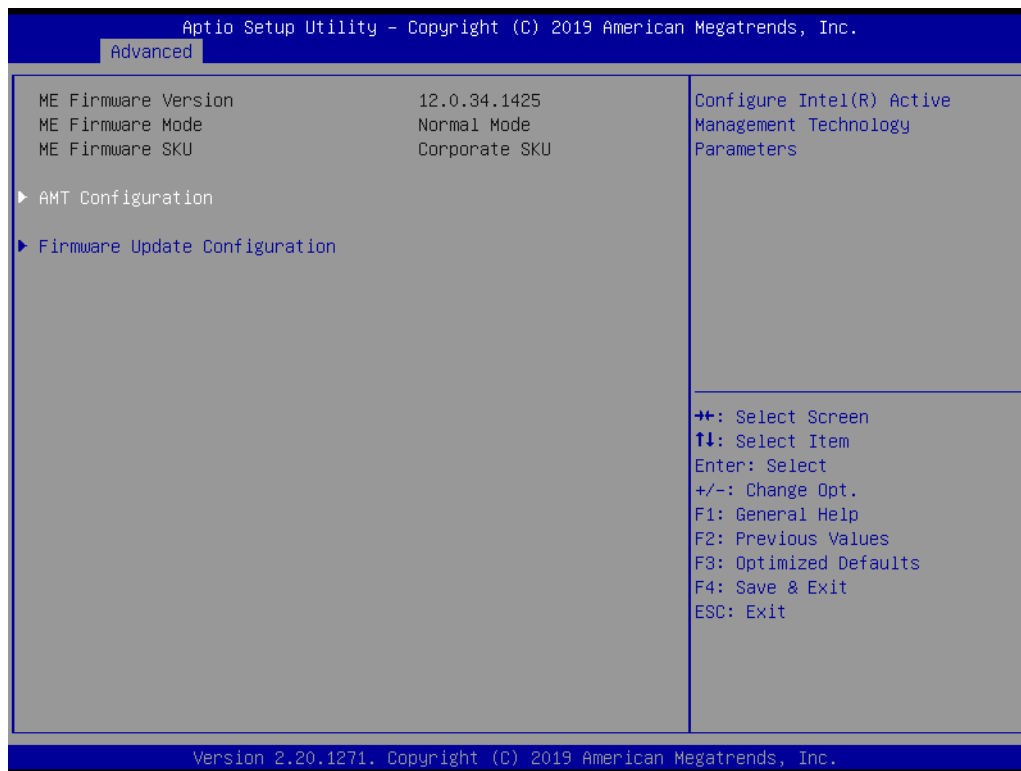 Aptio Setup Utility – Copyright (C) 2019 American Megatrends, Inc.
Advanced
ME Firmware Version 12.0.34.1425
ME Firmware Mode Normal Mode
ME Firmware SKU Corporate SKU
▶ AMT Configuration
▶ Firmware Update Configuration
Configure Intel(R) Active
Management Technology
Parameters
→←: Select Screen
↑↓: Select Item
Enter: Select
+/-: Change Opt.
F1: General Help
F2: Previous Values
F3: Optimized Defaults
F4: Save & Exit
ESC: Exit
Version 2.20.1271. Copyright (C) 2019 American Megatrends, Inc.